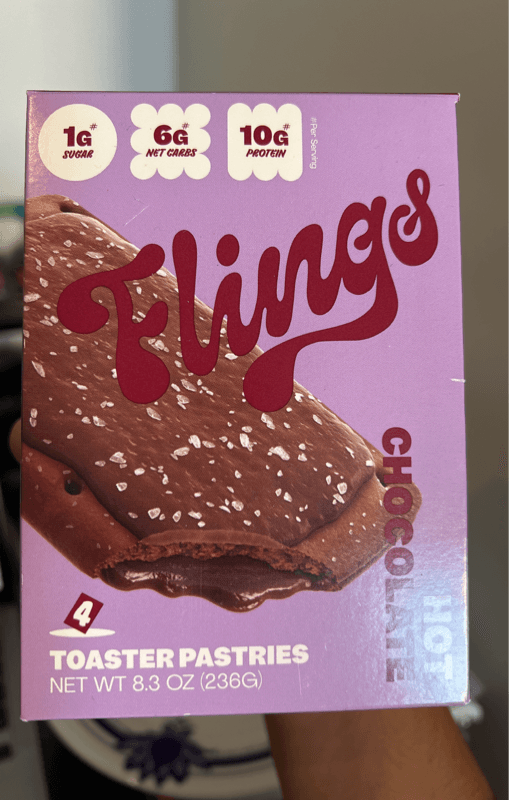 1G#
SUGAR
6G#
NET CARBS
10G#
PROTEIN
#Per Serving
Flings
HOT
CHOCOLATE
4
TOASTER PASTRIES
NET WT 8.3 OZ (236G)